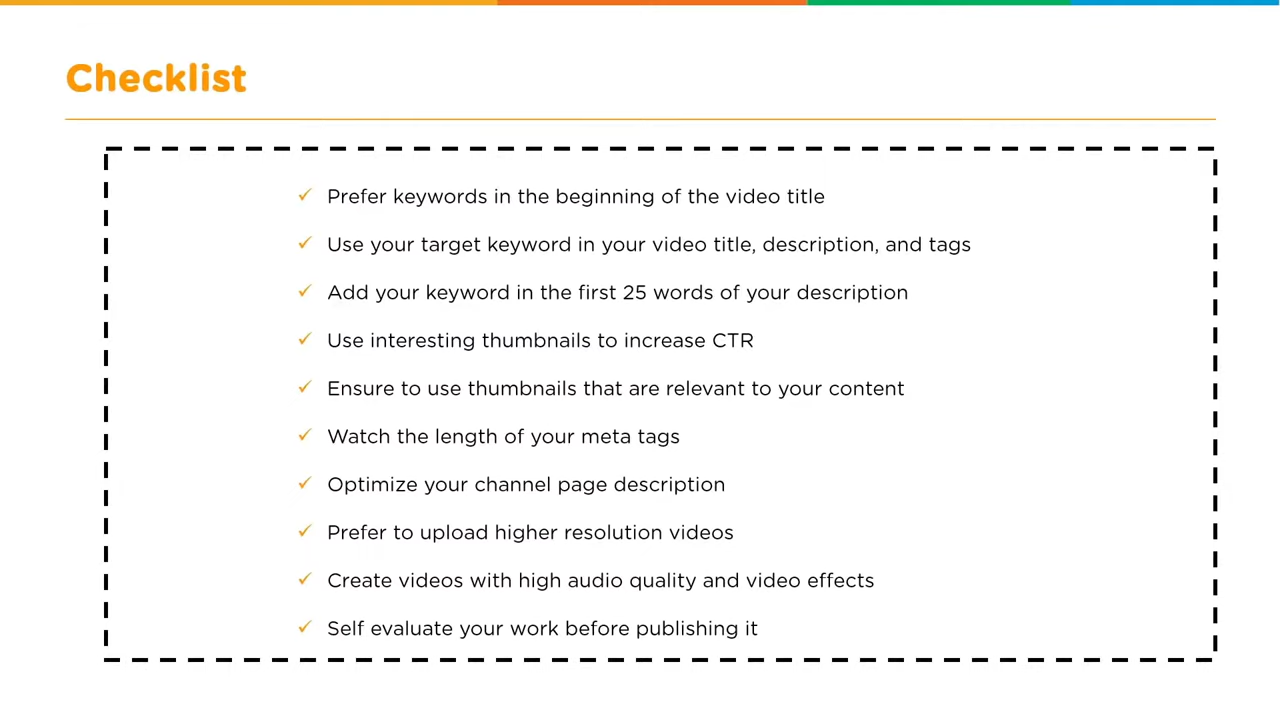 Checklist
✓ Prefer keywords in the beginning of the video title
✓ Use your target keyword in your video title, description, and tags
✓ Add your keyword in the first 25 words of your description
✓ Use interesting thumbnails to increase CTR
✓ Ensure to use thumbnails that are relevant to your content
✓ Watch the length of your meta tags
✓ Optimize your channel page description
✓ Prefer to upload higher resolution videos
✓ Create videos with high audio quality and video effects
✓ Self evaluate your work before publishing it